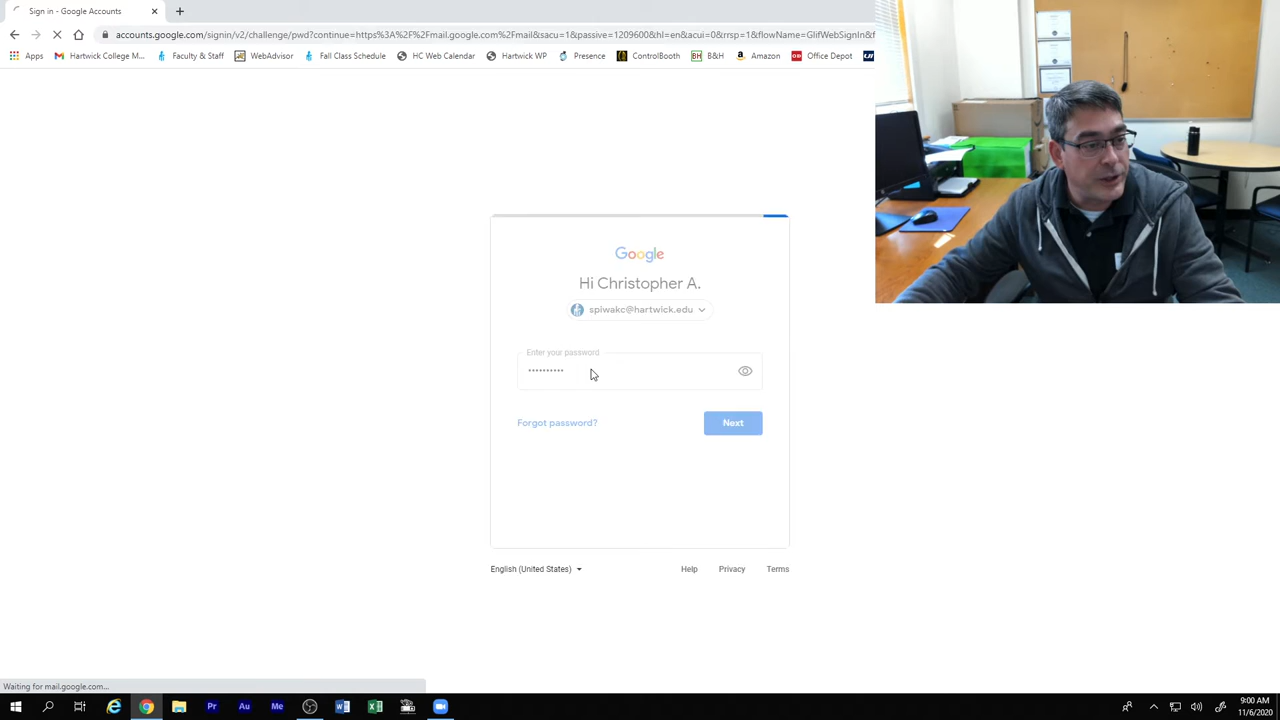 Sign in - Google Accounts
accounts.google.com/signin/v2/challenge/pwd?continue=https%3A%2F%2Fmail.google.com%2Fmail&sacu=1&passive=1209600&hl=en&acui=0&rrsp=1&flowName=GlifWebSignIn&f
Apps Hartwick College M... /Faculty & Staff WebAdvisor Fall Class Schedule HC Web Calendar Hartwick WP Presence ControlBooth B&H Amazon Office Depot
Google
Hi Christopher A.
spiwakc@hartwick.edu
Enter your password
••••••••••
Forgot password? Next
English (United States) Help Privacy Terms
Waiting for mail.google.com...
9:00 AM
11/6/2020